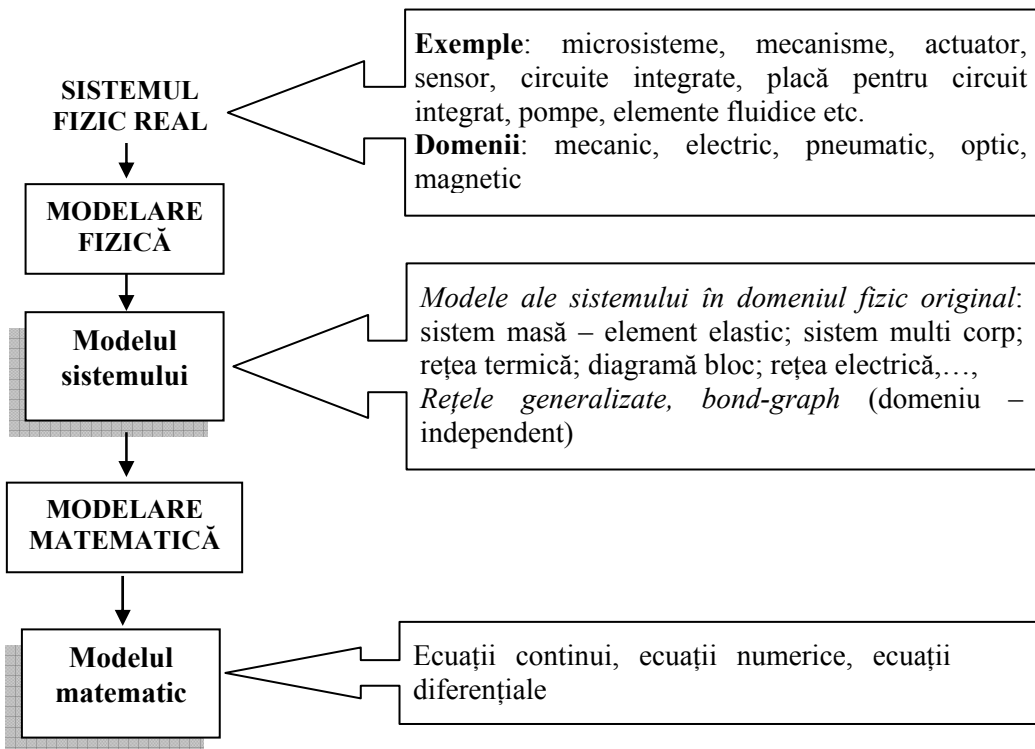 SISTEMUL
FIZIC REAL
Exemple: microsisteme, mecanisme, actuator,
sensor, circuite integrate, placă pentru circuit
integrat, pompe, elemente fluidice etc.
Domenii: mecanic, electric, pneumatic, optic,
magnetic
MODELARE
FIZICĂ
Modelul
sistemului
Modele ale sistemului în domeniul fizic original:
sistem masă – element elastic; sistem multi corp;
rețea termică; diagramă bloc; rețea electrică,…,
Rețele generalizate, bond-graph (domeniu –
independent)
MODELARE
MATEMATICĂ
Modelul
matematic
Ecuații continui, ecuații numerice, ecuații
diferențiale